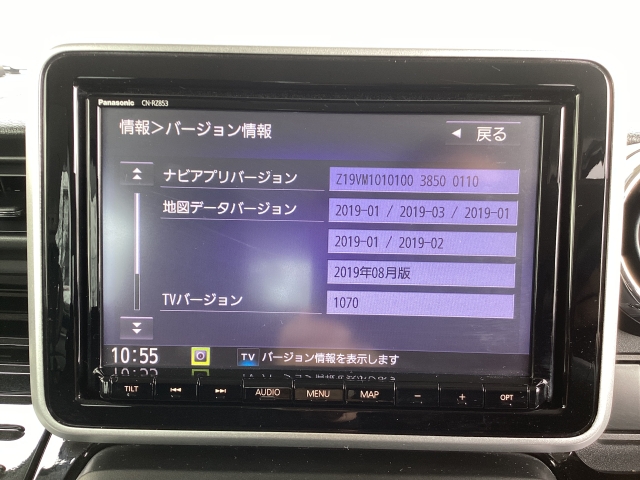 Panasonic CN-RZ853
情報＞バージョン情報
戻る
ナビアプリバージョン Z19VM1010100 3850 0110
地図データバージョン 2019-01 / 2019-03 / 2019-01
2019-01 / 2019-02
2019年08月版
TVバージョン 1070
10:55 TV バージョン情報を表示します
TILT AUDIO MENU MAP − + OPT